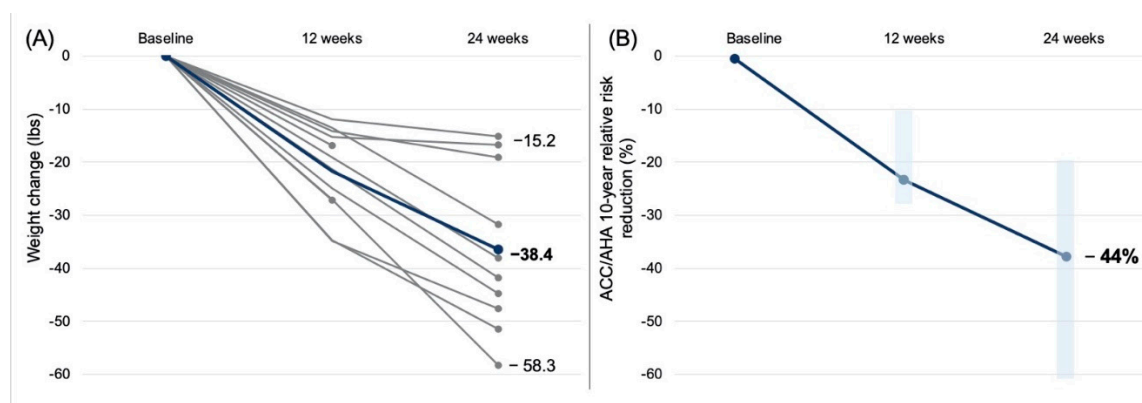 (A)
Baseline 12 weeks 24 weeks
Weight change (lbs)
0
-10
-20
-30
-40
-50
-60
−15.2
−38.4
− 58.3
(B)
Baseline 12 weeks 24 weeks
ACC/AHA 10-year relative risk
reduction (%)
0
-10
-20
-30
-40
-50
-60
− 44%